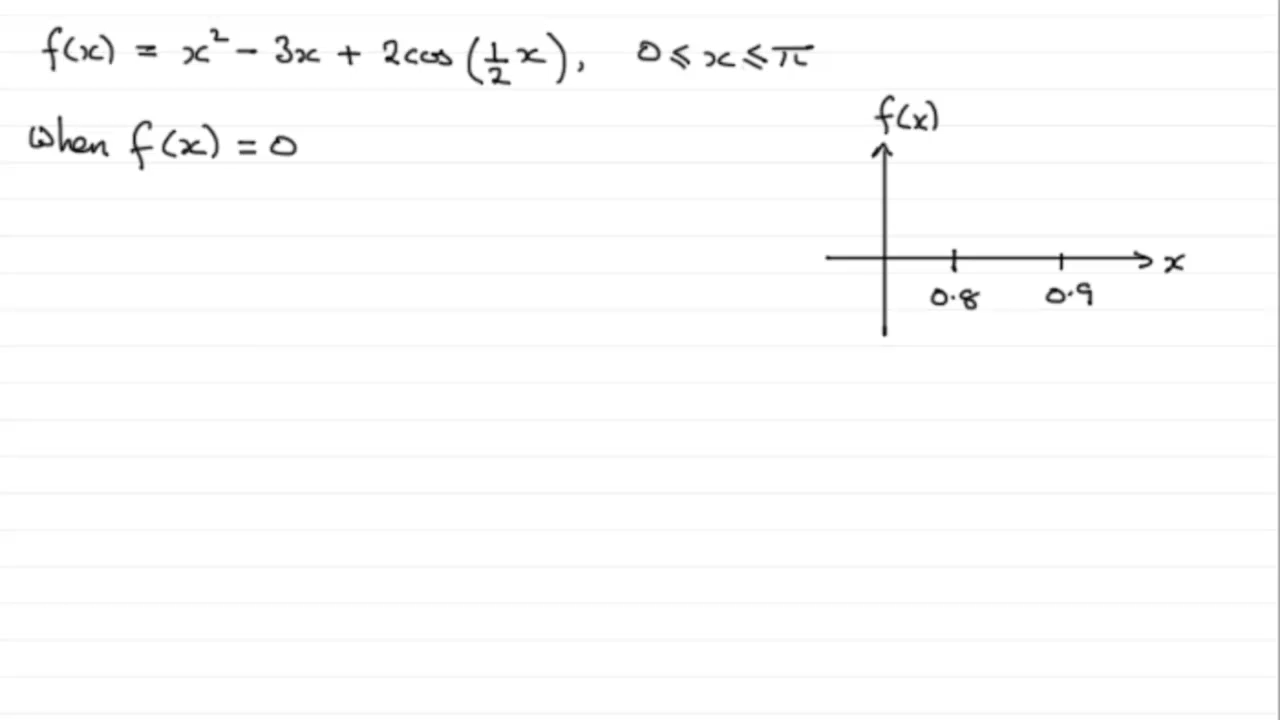 f(x) = x² - 3x + 2cos(½x), 0 ≤ x ≤ π
when f(x) = 0
f(x)
x
0.8 0.9